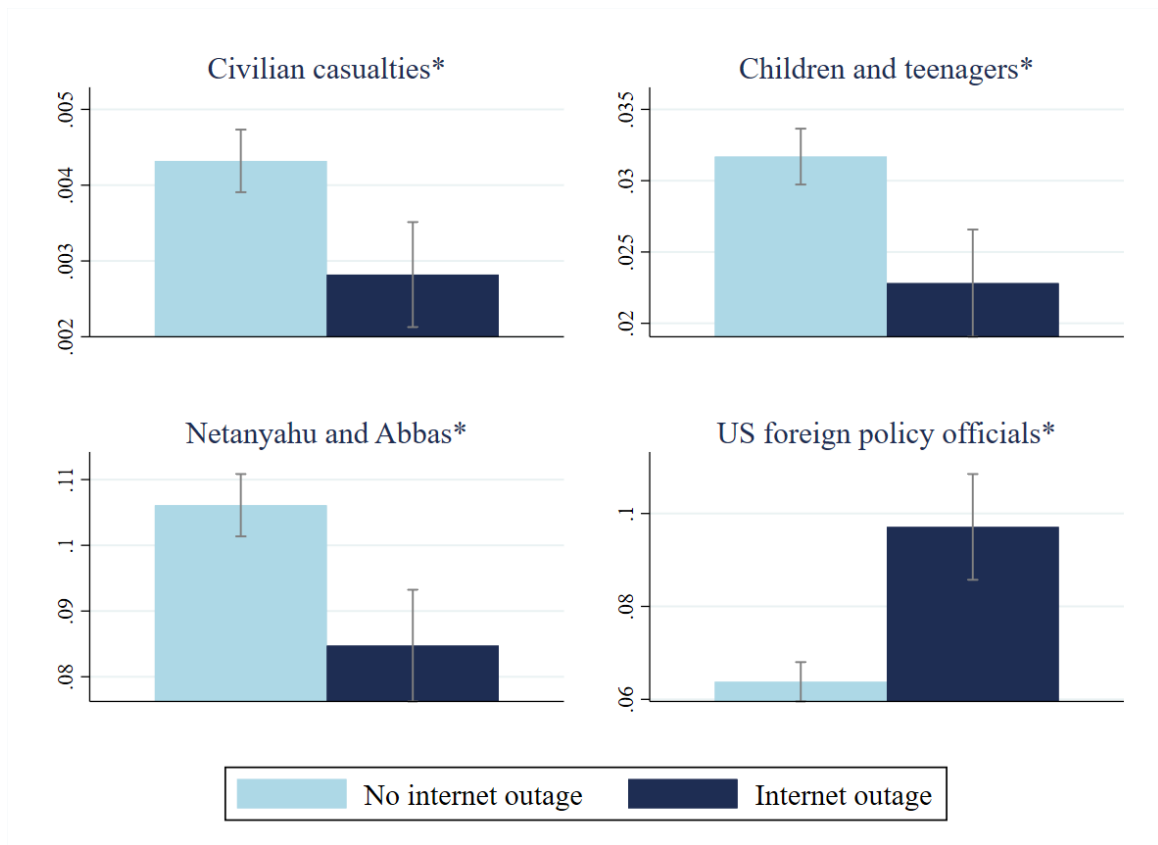 Civilian casualties*
.005
.004
.003
.002
Children and teenagers*
.035
.03
.025
.02
Netanyahu and Abbas*
.11
.1
.09
.08
US foreign policy officials*
.1
.08
.06
No internet outage
Internet outage